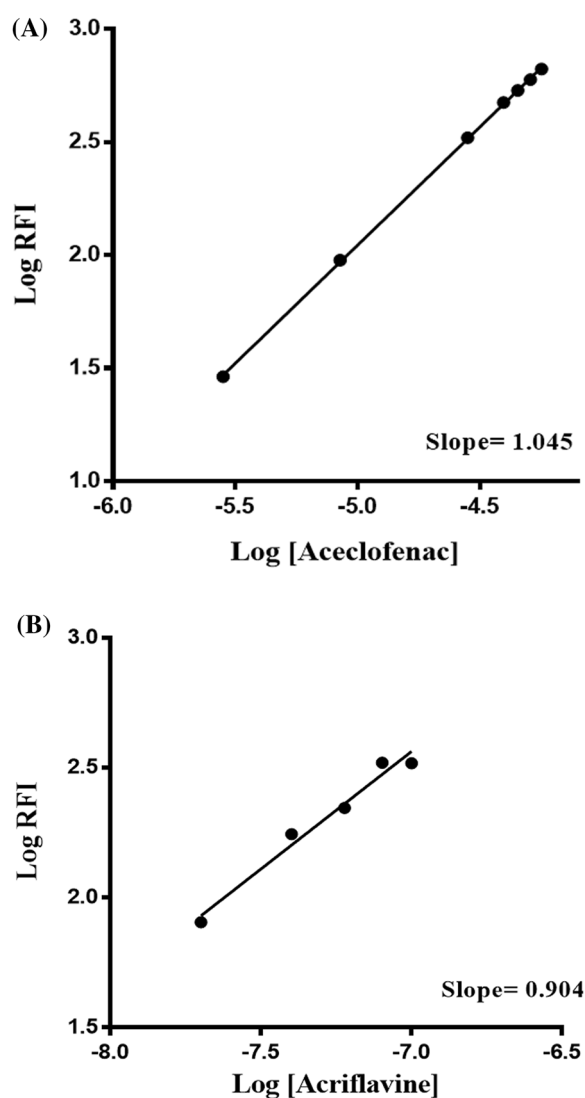 (A)
3.0
2.5
2.0
1.5
1.0
Log RFI
Slope= 1.045
-6.0 -5.5 -5.0 -4.5
Log [Aceclofenac]
(B)
3.0
2.5
2.0
1.5
Log RFI
Slope= 0.904
-8.0 -7.5 -7.0 -6.5
Log [Acriflavine]